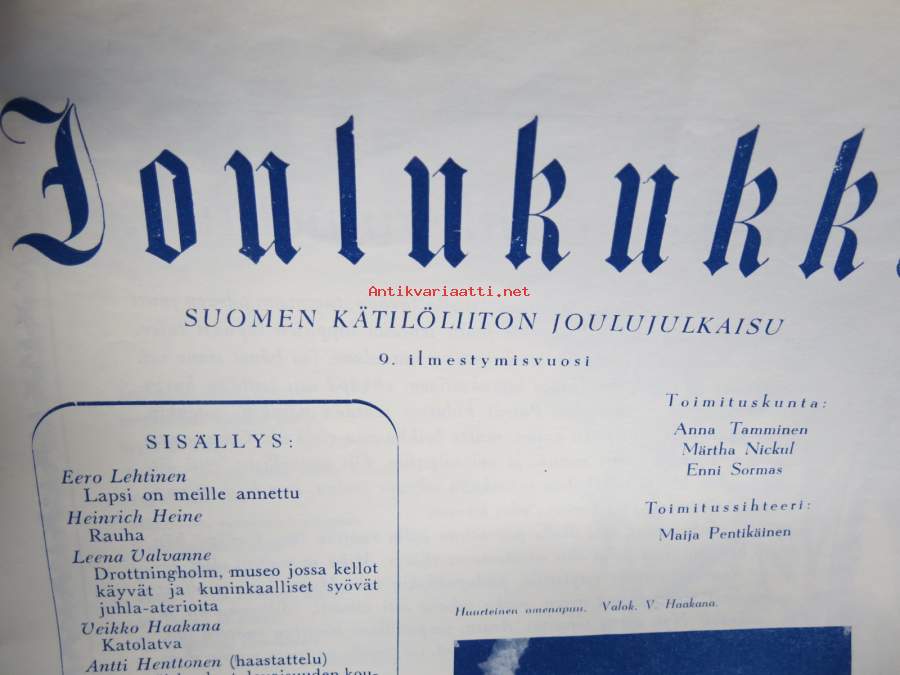 Joulukukk
Antikvariaatti.net
SUOMEN KÄTILÖLIITON JOULUJULKAISU
9. ilmestymisvuosi
SISÄLLYS:
Eero Lehtinen
Lapsi on meille annettu
Heinrich Heine
Rauha
Leena Valvanne
Drottningholm, museo jossa kellot
käyvät ja kuninkaalliset syövät
juhla-aterioita
Veikko Haakana
Katolatva
Antti Henttonen (haastattelu)
Toimituskunta:
Anna Tamminen
Märtha Nickul
Enni Sormas
Toimitussihteeri:
Maija Pentikäinen
Huurteinen omenapuu. Valok. V. Haakana.